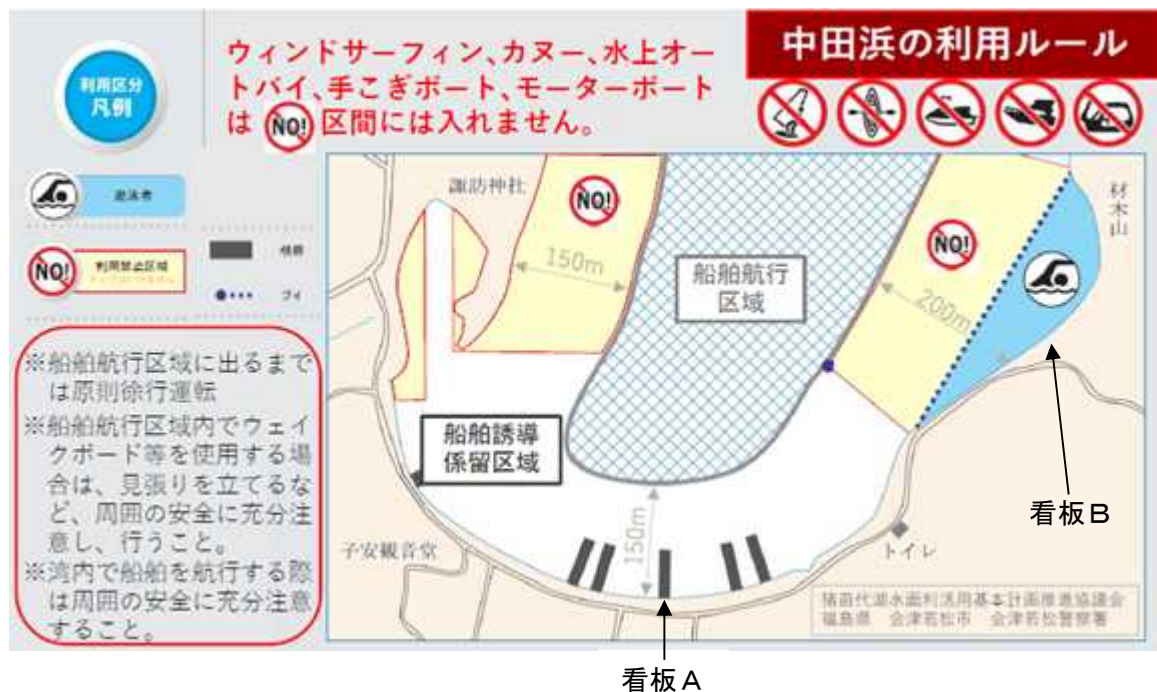 中田浜の利用ルール
ウィンドサーフィン、カヌー、水上オー
トバイ、手こぎボート、モーターボート
は NO! 区間には入れません。
利用区分
凡例
遊泳者
NO!
利用禁止区域
桟橋
ブイ
※船舶航行区域に出るまで
は原則徐行運転
※船舶航行区域内でウェイ
クボード等を使用する場
合は、見張りを立てるな
ど、周囲の安全に充分注
意し、行うこと。
※湾内で船舶を航行する際
は周囲の安全に充分注意
すること。
諏訪神社
NO!
150m
船舶航行
区域
NO!
200m
材木山
船舶誘導
係留区域
150m
子安観音堂
トイレ
看板B
猪苗代湖水面利活用基本計画推進協議会
福島県 会津若松市 会津若松警察署
看板A